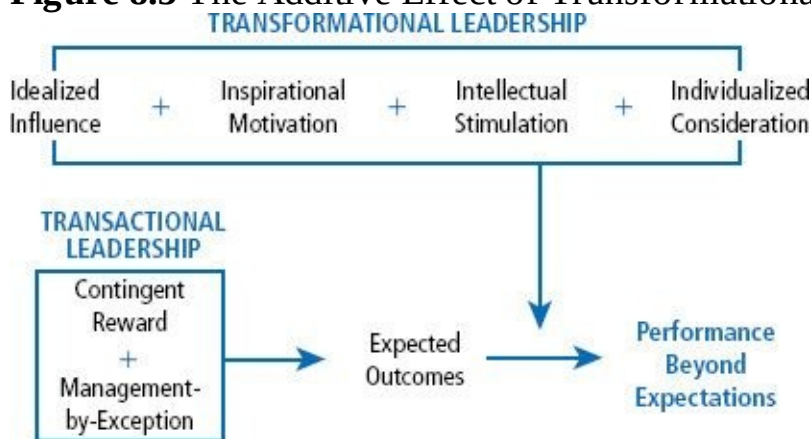 Figure 8.3 The Additive Effect of Transformational
TRANSFORMATIONAL LEADERSHIP
Idealized Influence + Inspirational Motivation + Intellectual Stimulation + Individualized Consideration
TRANSACTIONAL
LEADERSHIP
Contingent
Reward
+
Management-
by-Exception
Expected
Outcomes
Performance
Beyond
Expectations